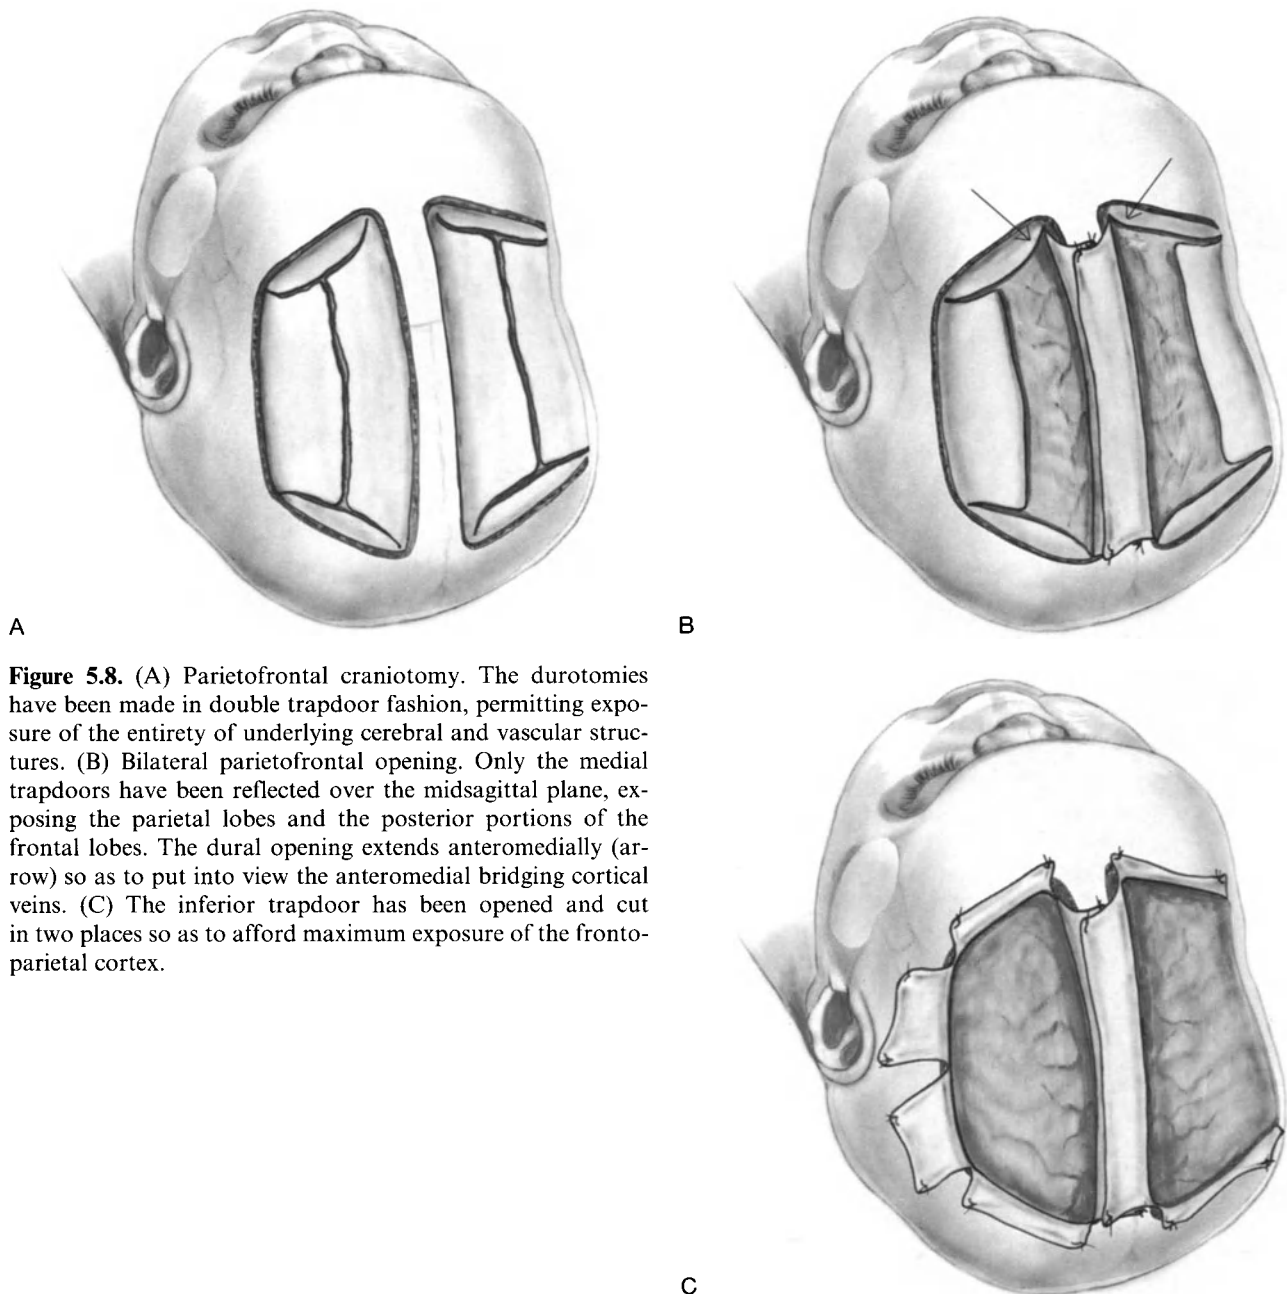 A
B
Figure 5.8. (A) Parietofrontal craniotomy. The durotomies
have been made in double trapdoor fashion, permitting expo-
sure of the entirety of underlying cerebral and vascular struc-
tures. (B) Bilateral parietofrontal opening. Only the medial
trapdoors have been reflected over the midsagittal plane, ex-
posing the parietal lobes and the posterior portions of the
frontal lobes. The dural opening extends anteromedially (ar-
row) so as to put into view the anteromedial bridging cortical
veins. (C) The inferior trapdoor has been opened and cut
in two places so as to afford maximum exposure of the fronto-
parietal cortex.
C